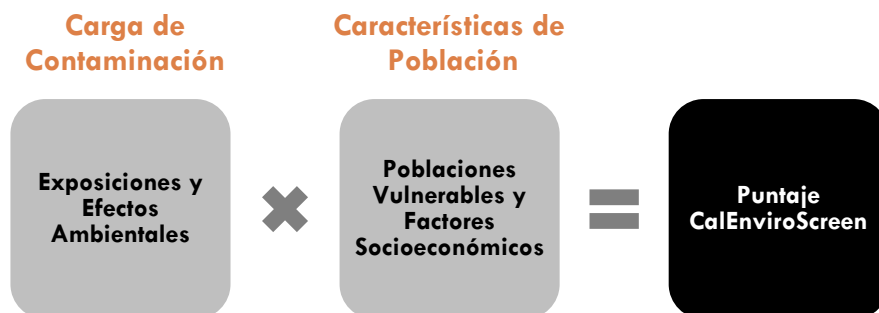 Carga de
Contaminación
Características de
Población
Exposiciones y
Efectos
Ambientales
Poblaciones
Vulnerables y
Factores
Socioeconómicos
Puntaje
CalEnviroScreen